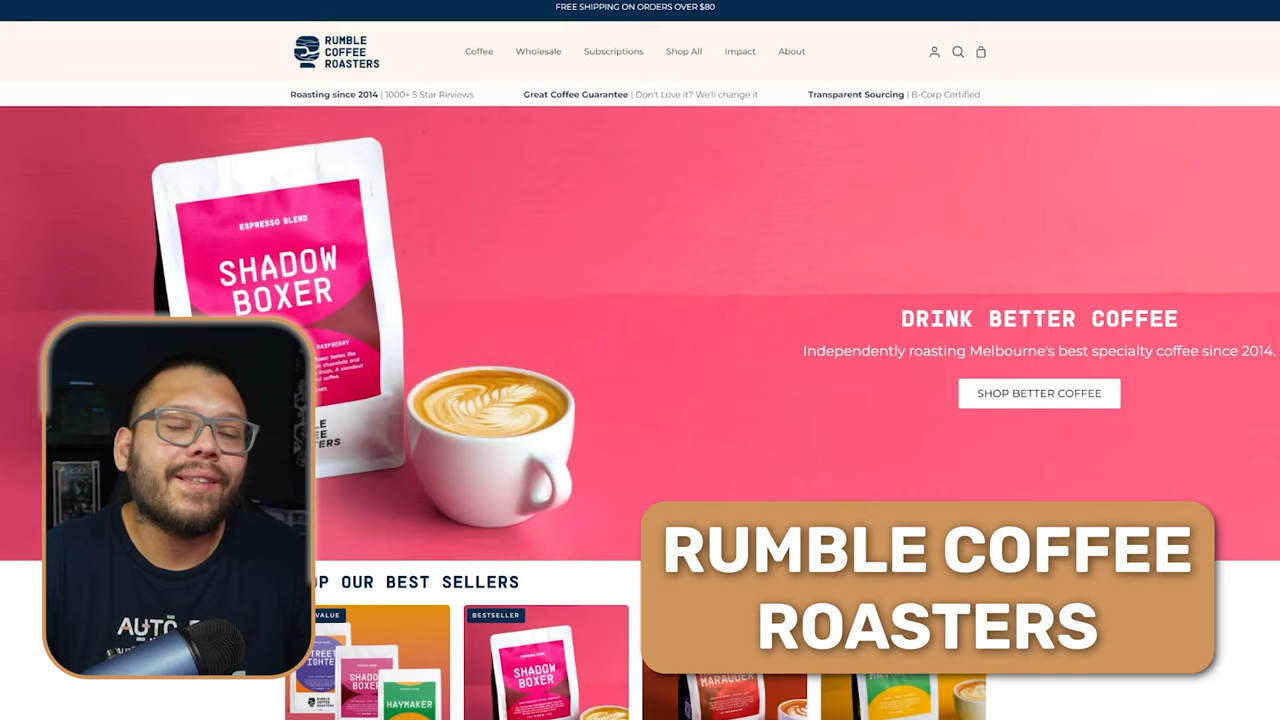 FREE SHIPPING ON ORDERS OVER $80
RUMBLE
COFFEE
ROASTERS
Coffee
Wholesale
Subscriptions
Shop All
Impact
About
Roasting since 2014 | 1000+ 5 Star Reviews
Great Coffee Guarantee | Don't Love it? We'll change it
Transparent Sourcing | B-Corp Certified
ESPRESSO BLEND
SHADOW
BOXER
RASPBERRY
DRINK BETTER COFFEE
Independently roasting Melbourne's best specialty coffee since 2014.
SHOP BETTER COFFEE
OUR BEST SELLERS
VALUE
BESTSELLER
SHADOW
BOXER
HAYMAKER
MARAUDER
RUMBLE COFFEE
ROASTERS